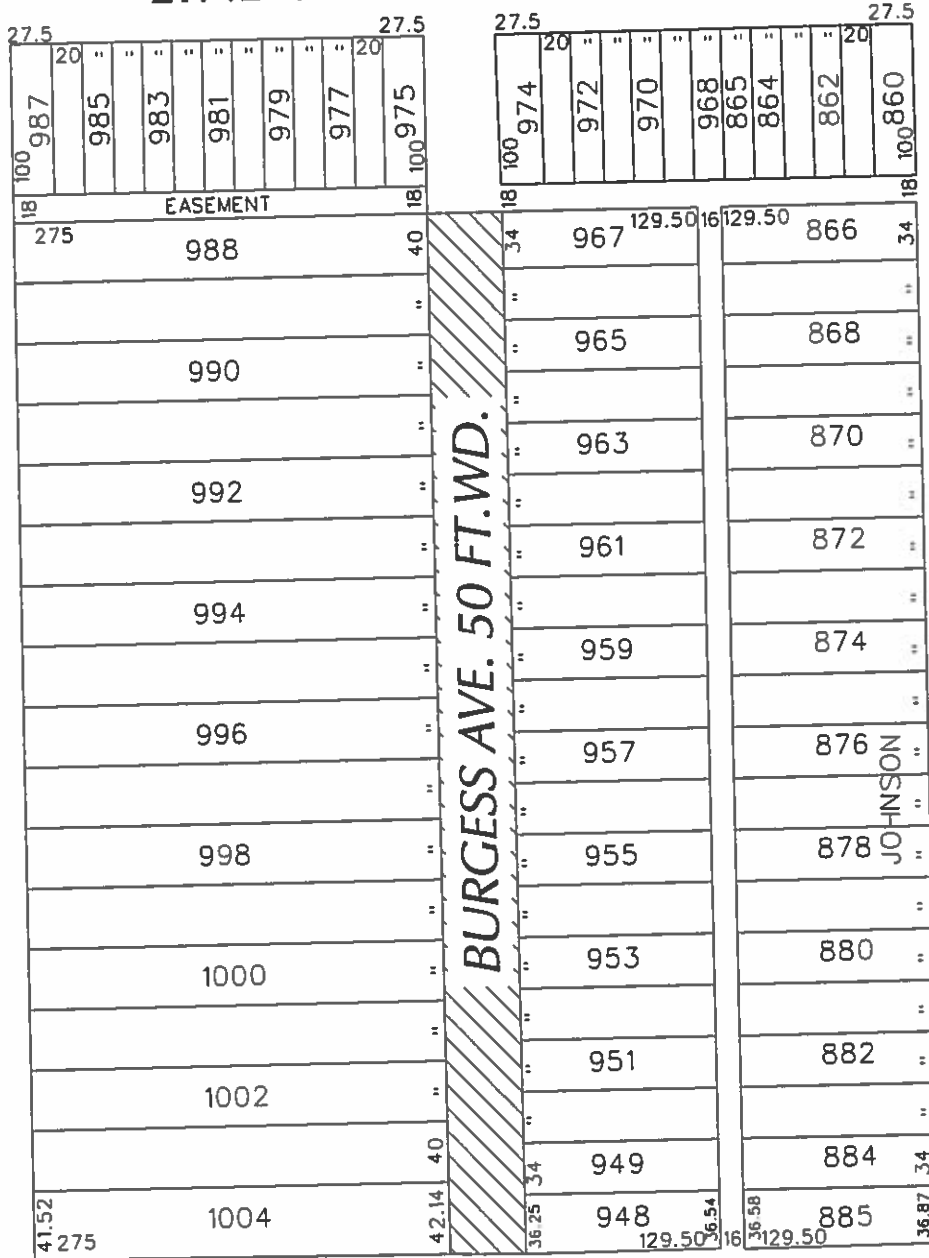 27.5 27.5 27.5 27.5
20 " " " " " " " " " 20 20 " " " " " " " " " 20
987 985 983 981 979 977 975 974 972 970 968 865 864 862 860
100 100 100 100
18 EASEMENT 18 18 18
275 988 40 34 967 129.50 16 129.50 866 34
" " "
990 " " 965 868 "
" " "
992 " " 963 870 "
" " "
994 " " 961 872 "
" " "
996 " " 959 874 "
" " "
998 " " 957 876 "
" " "
1000 " " 955 878 "
" " "
1002 " " 953 880 "
" " "
951 882 "
" "
40 34 949 884 34
41.52 275 1004 42.14 36.25 948 36.54 129.50 16 36.58 129.50 885 36.87
BURGESS AVE. 50 FT.WD.
JOHNSON